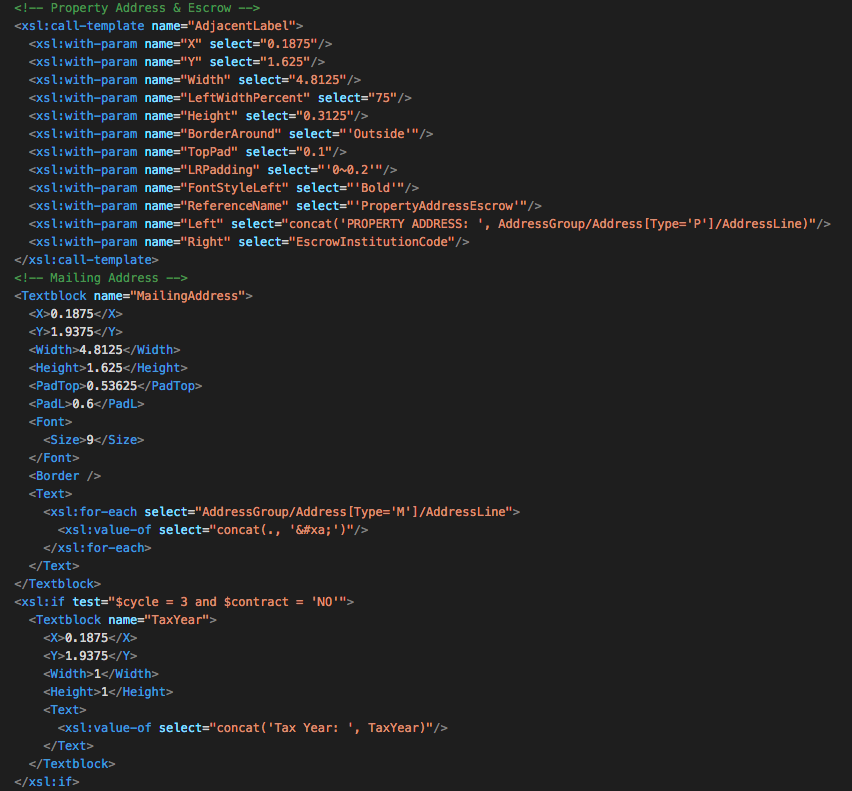 <!-- Property Address & Escrow -->
<xsl:call-template name="AdjacentLabel">
  <xsl:with-param name="X" select="0.1875"/>
  <xsl:with-param name="Y" select="1.625"/>
  <xsl:with-param name="Width" select="4.8125"/>
  <xsl:with-param name="LeftWidthPercent" select="75"/>
  <xsl:with-param name="Height" select="0.3125"/>
  <xsl:with-param name="BorderAround" select="'Outside'"/>
  <xsl:with-param name="TopPad" select="0.1"/>
  <xsl:with-param name="LRPadding" select="'0~0.2'"/>
  <xsl:with-param name="FontStyleLeft" select="'Bold'"/>
  <xsl:with-param name="ReferenceName" select="'PropertyAddressEscrow'"/>
  <xsl:with-param name="Left" select="concat('PROPERTY ADDRESS: ', AddressGroup/Address[Type='P']/AddressLine)"/>
  <xsl:with-param name="Right" select="EscrowInstitutionCode"/>
</xsl:call-template>
<!-- Mailing Address -->
<Textblock name="MailingAddress">
  <X>0.1875</X>
  <Y>1.9375</Y>
  <Width>4.8125</Width>
  <Height>1.625</Height>
  <PadTop>0.53625</PadTop>
  <PadL>0.6</PadL>
  <Font>
    <Size>9</Size>
  </Font>
  <Border />
  <Text>
    <xsl:for-each select="AddressGroup/Address[Type='M']/AddressLine">
      <xsl:value-of select="concat(., '&#xa;')"/>
    </xsl:for-each>
  </Text>
</Textblock>
<xsl:if test="$cycle = 3 and $contract = 'NO'">
  <Textblock name="TaxYear">
    <X>0.1875</X>
    <Y>1.9375</Y>
    <Width>1</Width>
    <Height>1</Height>
    <Text>
      <xsl:value-of select="concat('Tax Year: ', TaxYear)"/>
    </Text>
  </Textblock>
</xsl:if>